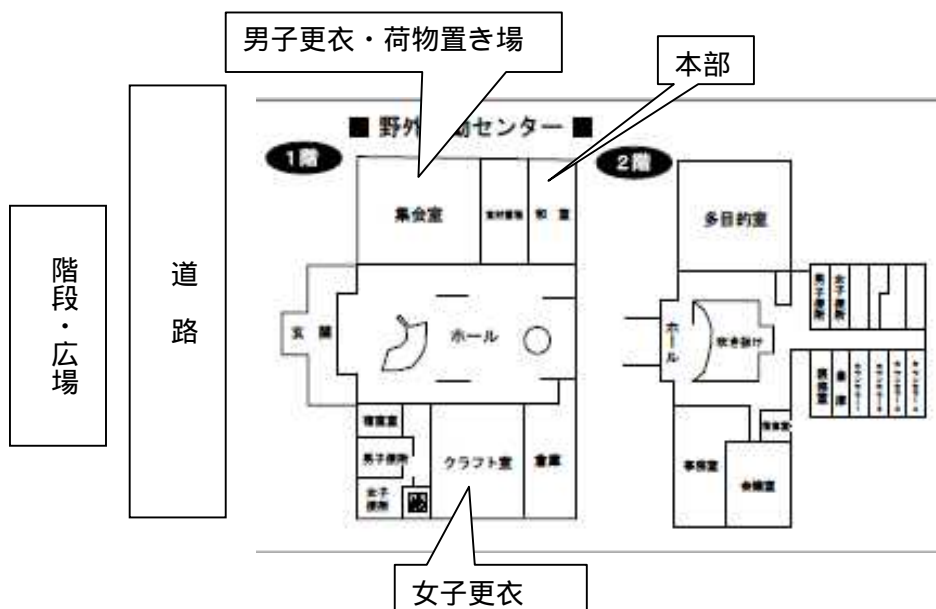 男子更衣・荷物置き場
本部
■ 野外
動センター ■
1階
2階
集会室
和室
多目的室
階段・広場
道路
玄関
ホール
男子便所
女子便所
ホール
吹き抜け
倉庫
男子便所
クラフト室
倉庫
女子便所
事務室
会議室
女子更衣